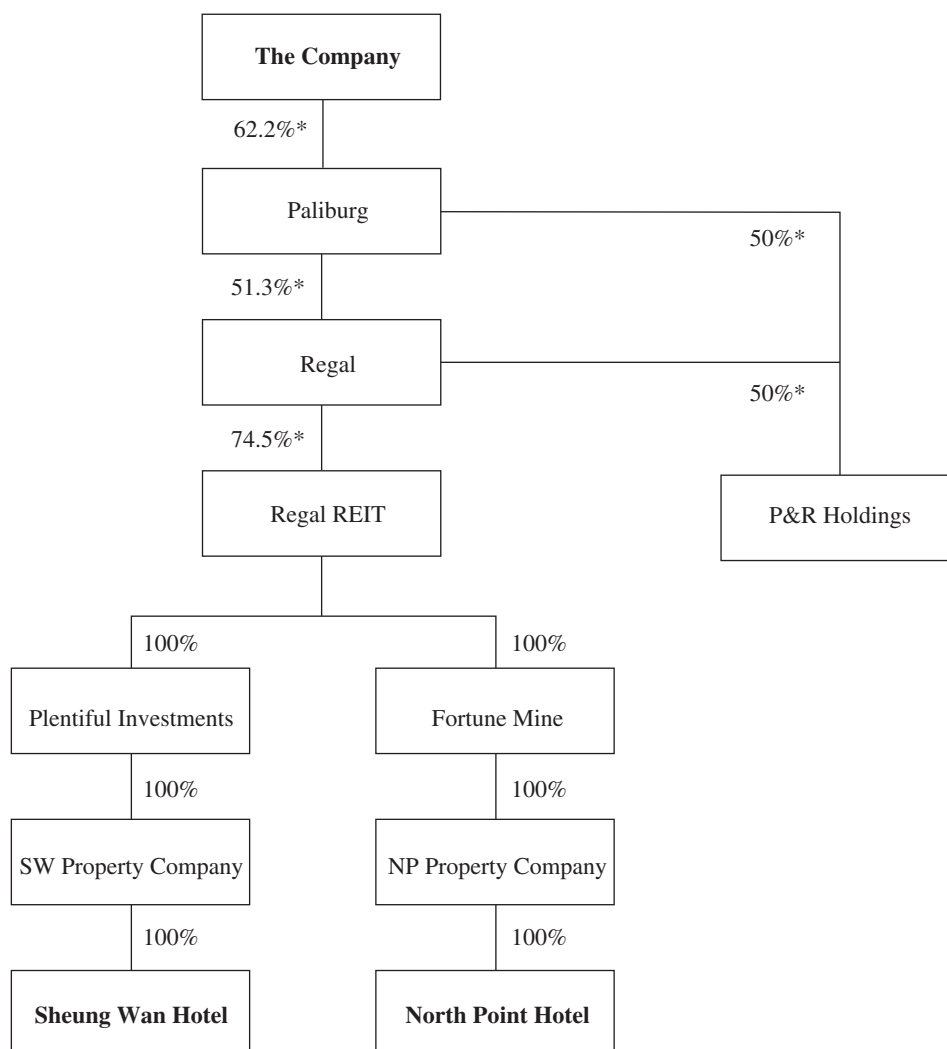 The Company
62.2%*
Paliburg
50%*
51.3%*
Regal
50%*
74.5%*
Regal REIT
P&R Holdings
100%
100%
Plentiful Investments
Fortune Mine
100%
100%
SW Property Company
NP Property Company
100%
100%
Sheung Wan Hotel
North Point Hotel